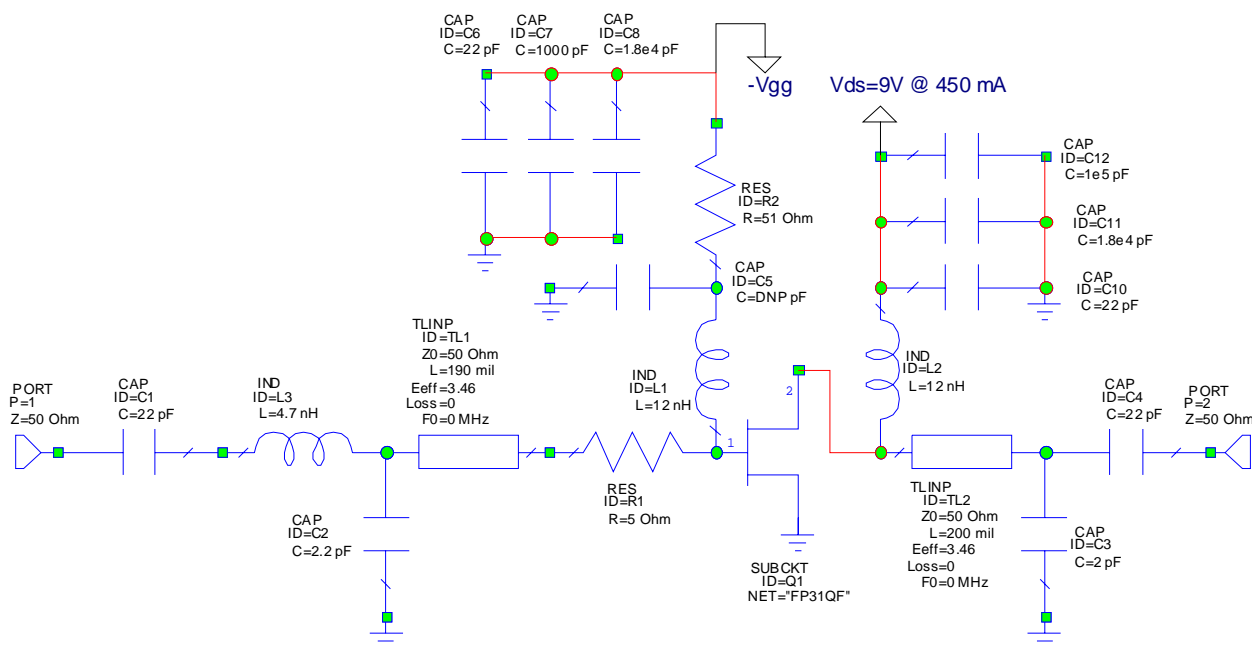 CAP
ID=C6
C=22 pF
CAP
ID=C7
C=1000 pF
CAP
ID=C8
C=1.8e4 pF
-Vgg
Vds=9V @ 450 mA
CAP
ID=C12
C=1e5 pF
CAP
ID=C11
C=1.8e4 pF
CAP
ID=C10
C=22 pF
RES
ID=R2
R=51 Ohm
CAP
ID=C5
C=DNP pF
TLINP
ID=TL1
Z0=50 Ohm
L=190 mil
Eeff=3.46
Loss=0
F0=0 MHz
IND
ID=L1
L=12 nH
IND
ID=L2
L=12 nH
PORT
P=1
Z=50 Ohm
CAP
ID=C1
C=22 pF
IND
ID=L3
L=4.7 nH
2
1
CAP
ID=C4
C=22 pF
PORT
P=2
Z=50 Ohm
RES
ID=R1
R=5 Ohm
CAP
ID=C2
C=2.2 pF
SUBCKT
ID=Q1
NET="FP31QF"
TLINP
ID=TL2
Z0=50 Ohm
L=200 mil
Eeff=3.46
Loss=0
F0=0 MHz
CAP
ID=C3
C=2 pF